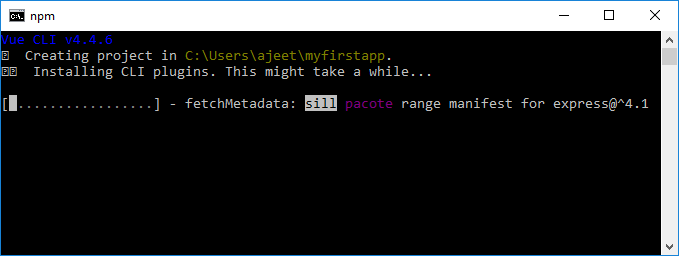 npm
Vue CLI v4.4.6
Creating project in C:\Users\ajeet\myfirstapp.
Installing CLI plugins. This might take a while...
[.................] - fetchMetadata: sill pacote range manifest for express@^4.1